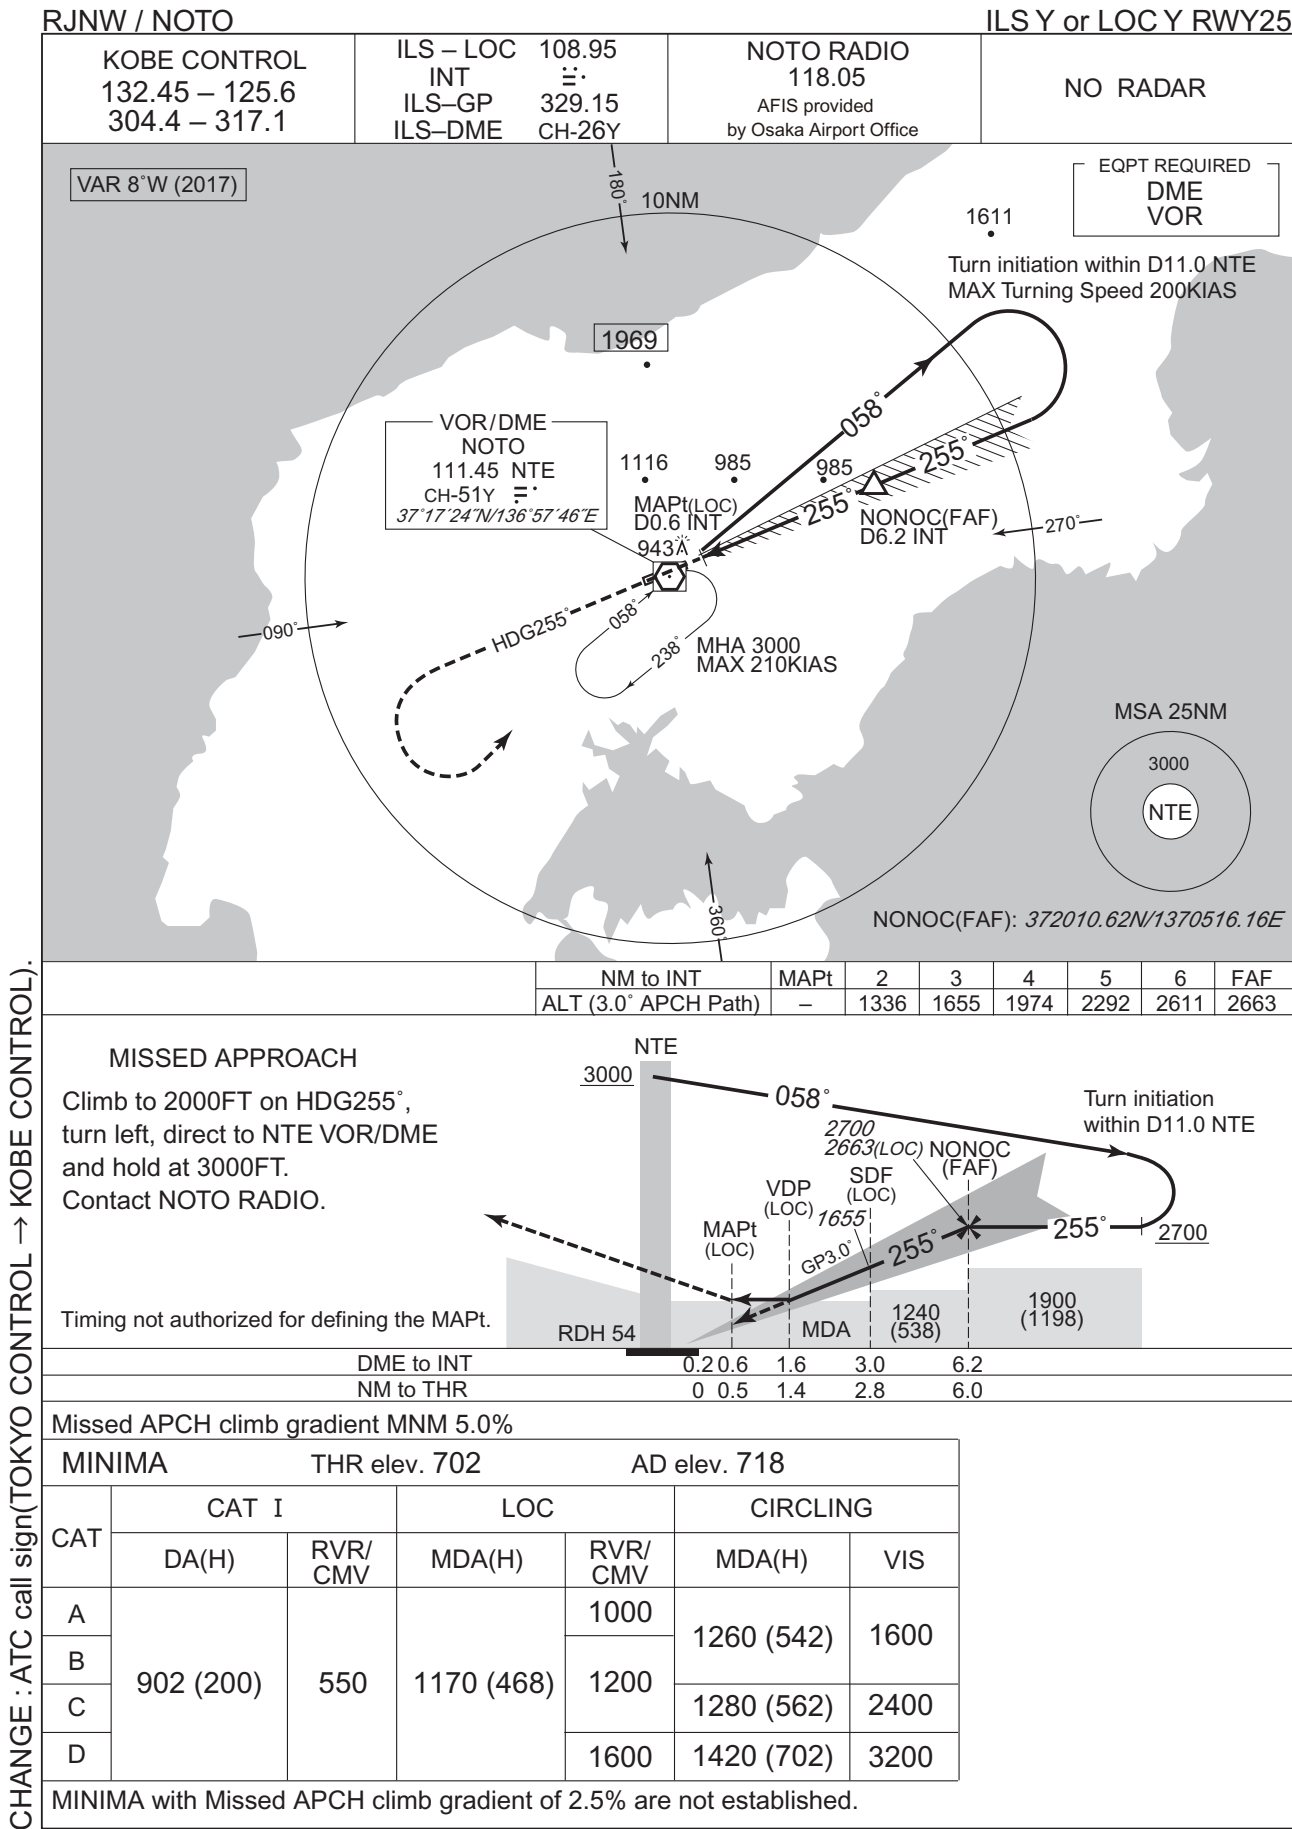 RJNW / NOTO
ILS Y or LOC Y RWY25
KOBE CONTROL
132.45 – 125.6
304.4 – 317.1
ILS – LOC 108.95
INT
ILS–GP 329.15
ILS–DME CH-26Y
NOTO RADIO
118.05
AFIS provided
by Osaka Airport Office
NO RADAR
VAR 8°W (2017)
180°
10NM
EQPT REQUIRED
DME
VOR
1611
Turn initiation within D11.0 NTE
MAX Turning Speed 200KIAS
1969
058°
VOR/DME
NOTO
111.45 NTE
CH-51Y
37°17´24˝N/136°57´46˝E
1116
985
985
255°
255°
MAPt(LOC)
D0.6 INT
NONOC(FAF)
D6.2 INT
270°
943
090°
HDG255°
058°
238°
MHA 3000
MAX 210KIAS
MSA 25NM
3000
NTE
360°
NONOC(FAF): 372010.62N/1370516.16E
NM to INT MAPt 2 3 4 5 6 FAF
ALT (3.0° APCH Path) – 1336 1655 1974 2292 2611 2663
MISSED APPROACH
Climb to 2000FT on HDG255°,
turn left, direct to NTE VOR/DME
and hold at 3000FT.
Contact NOTO RADIO.
Timing not authorized for defining the MAPt.
NTE
3000
058°
Turn initiation
within D11.0 NTE
2700
2663(LOC)
NONOC
(FAF)
SDF
(LOC)
VDP
(LOC)
1655
MAPt
(LOC)
GP3.0°
255°
255°
2700
RDH 54
MDA
1240
(538)
1900
(1198)
DME to INT 0.2 0.6 1.6 3.0 6.2
NM to THR 0 0.5 1.4 2.8 6.0
Missed APCH climb gradient MNM 5.0%
MINIMA THR elev. 702 AD elev. 718
CAT
CAT I
LOC
CIRCLING
DA(H)
RVR/
CMV
MDA(H)
RVR/
CMV
MDA(H)
VIS
A
B
C
D
902 (200)
550
1170 (468)
1000
1200
1600
1260 (542)
1600
1280 (562)
2400
1420 (702)
3200
MINIMA with Missed APCH climb gradient of 2.5% are not established.
CHANGE : ATC call sign(TOKYO CONTROL → KOBE CONTROL).